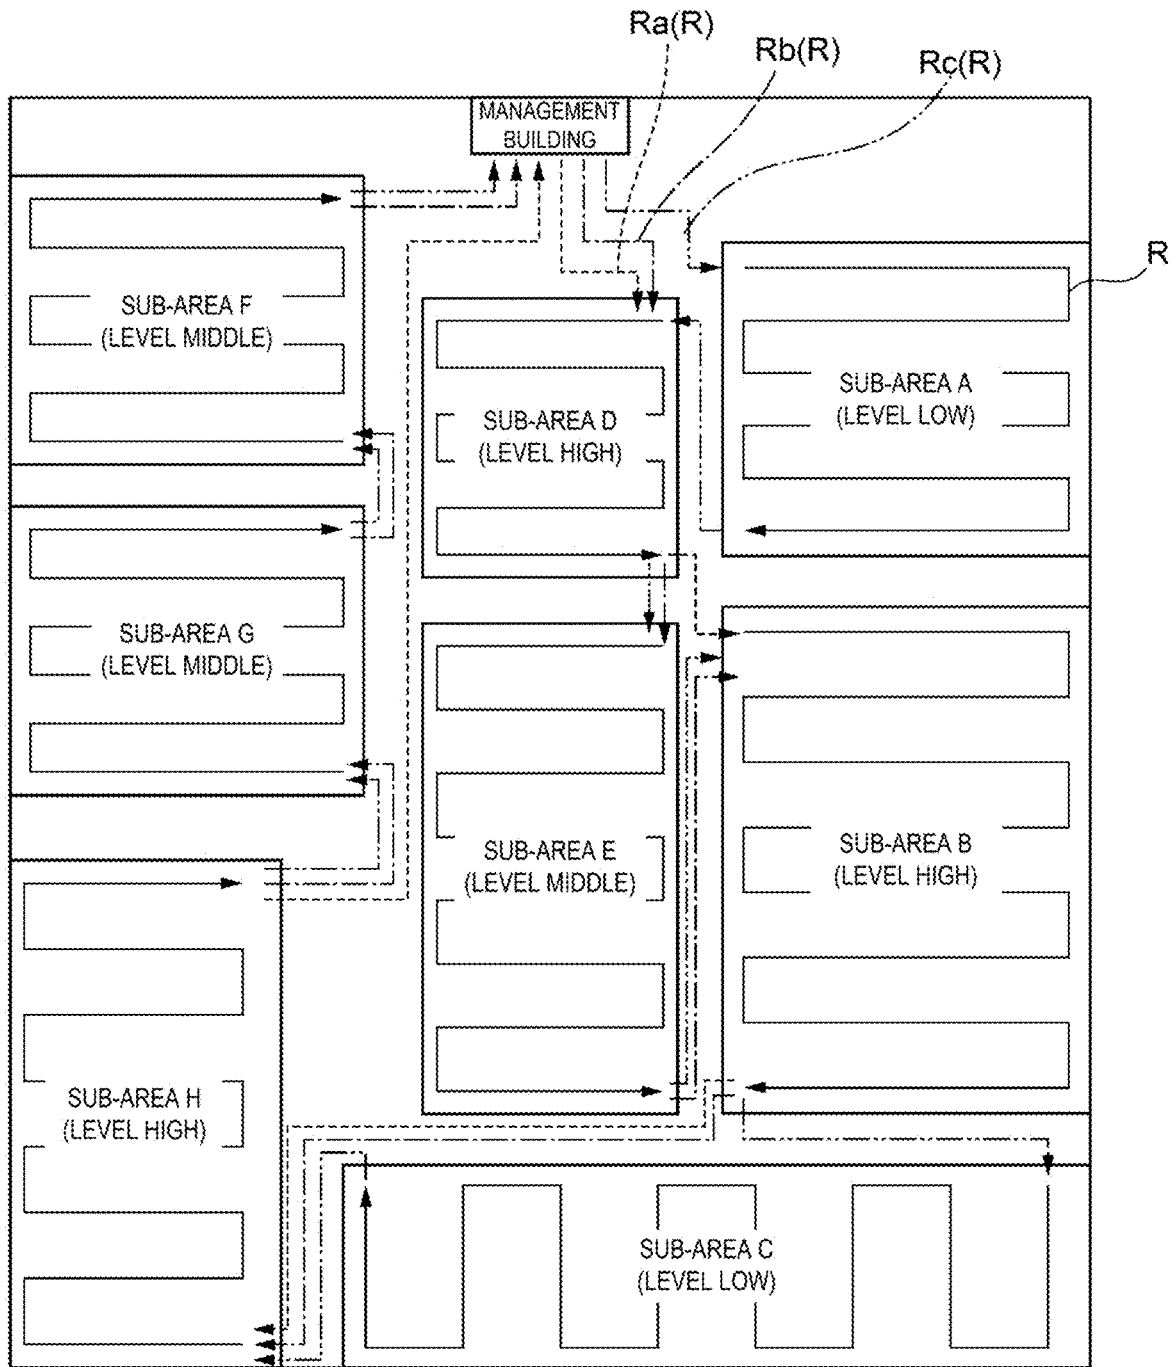 Ra(R)
Rb(R)
Rc(R)
MANAGEMENT
BUILDING
R
SUB-AREA F
(LEVEL MIDDLE)
SUB-AREA A
(LEVEL LOW)
SUB-AREA D
(LEVEL HIGH)
SUB-AREA G
(LEVEL MIDDLE)
SUB-AREA E
(LEVEL MIDDLE)
SUB-AREA B
(LEVEL HIGH)
SUB-AREA H
(LEVEL HIGH)
SUB-AREA C
(LEVEL LOW)